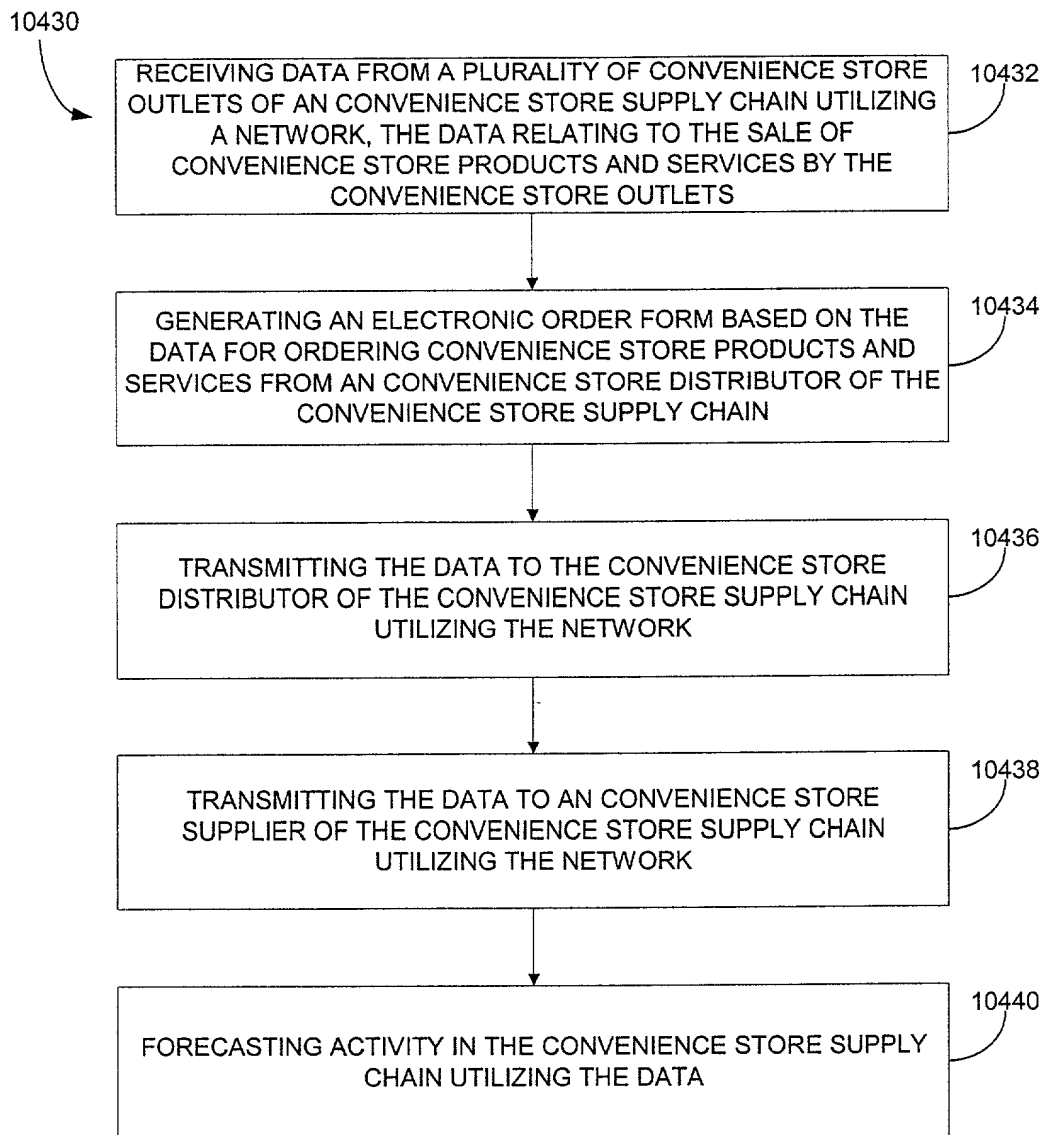 10430
RECEIVING DATA FROM A PLURALITY OF CONVENIENCE STORE
OUTLETS OF AN CONVENIENCE STORE SUPPLY CHAIN UTILIZING
A NETWORK, THE DATA RELATING TO THE SALE OF
CONVENIENCE STORE PRODUCTS AND SERVICES BY THE
CONVENIENCE STORE OUTLETS
10432
GENERATING AN ELECTRONIC ORDER FORM BASED ON THE
DATA FOR ORDERING CONVENIENCE STORE PRODUCTS AND
SERVICES FROM AN CONVENIENCE STORE DISTRIBUTOR OF THE
CONVENIENCE STORE SUPPLY CHAIN
10434
TRANSMITTING THE DATA TO THE CONVENIENCE STORE
DISTRIBUTOR OF THE CONVENIENCE STORE SUPPLY CHAIN
UTILIZING THE NETWORK
10436
TRANSMITTING THE DATA TO AN CONVENIENCE STORE
SUPPLIER OF THE CONVENIENCE STORE SUPPLY CHAIN
UTILIZING THE NETWORK
10438
FORECASTING ACTIVITY IN THE CONVENIENCE STORE SUPPLY
CHAIN UTILIZING THE DATA
10440